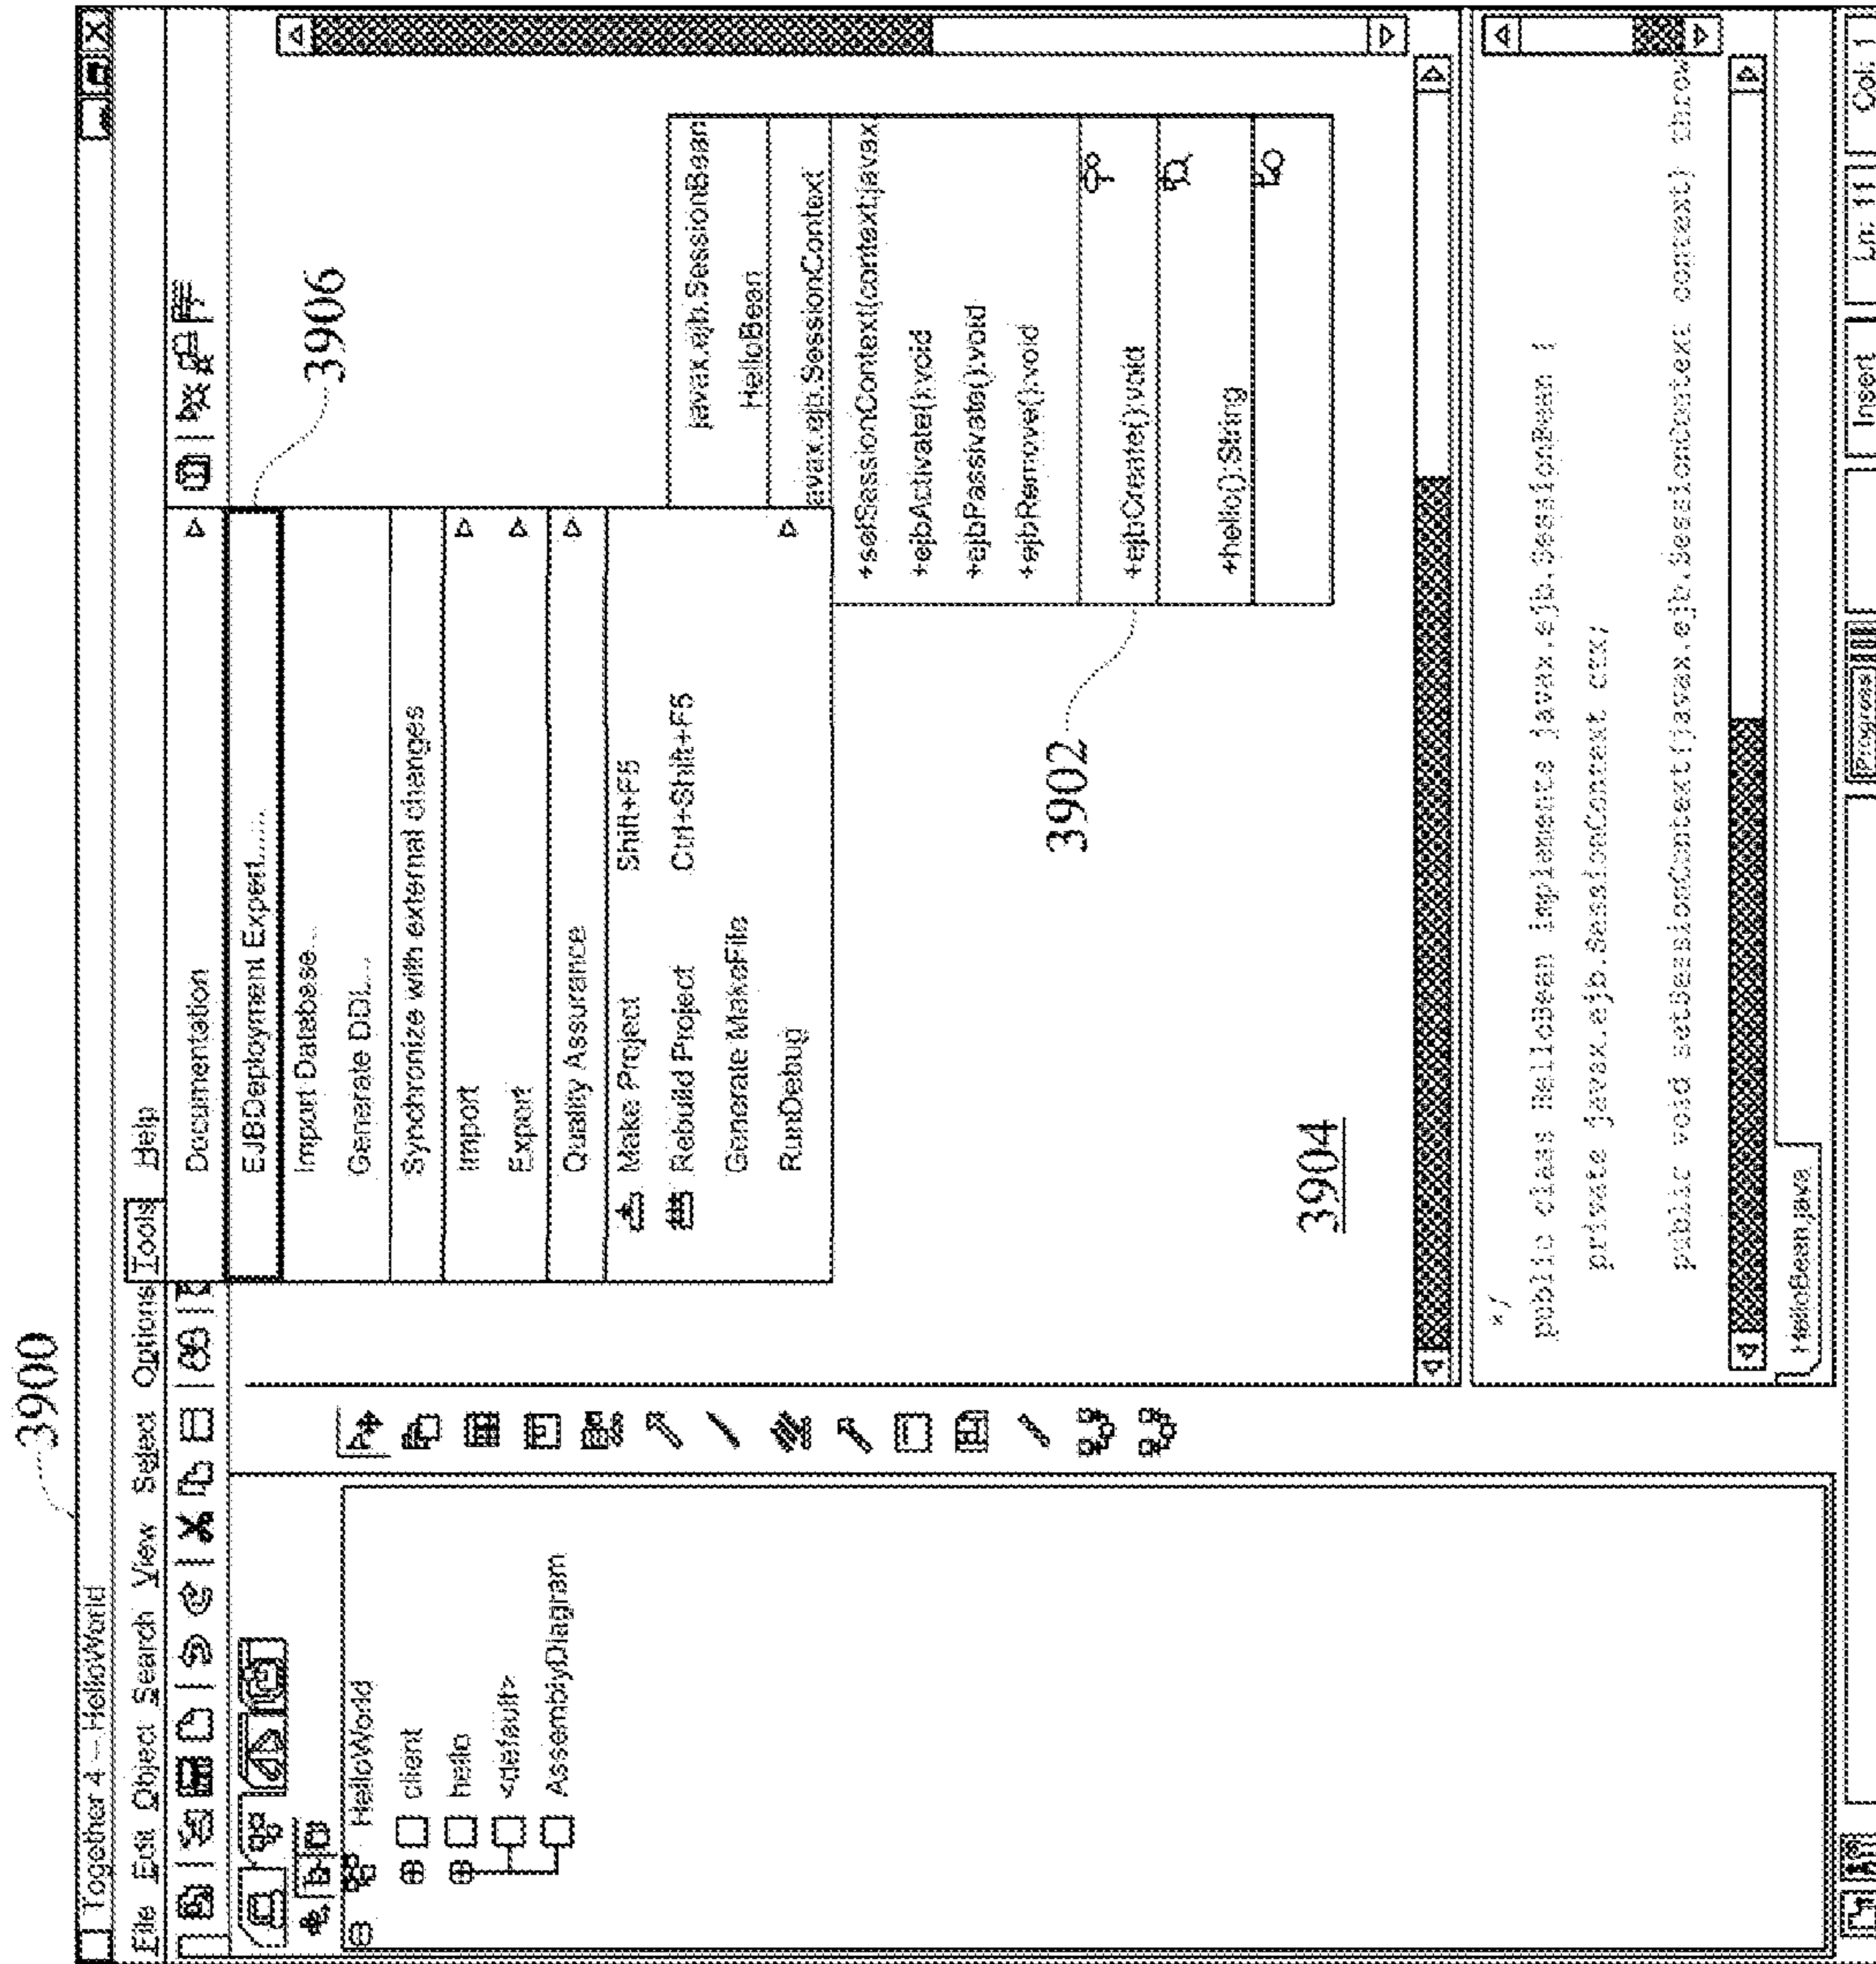 3900
Together 4 - HelloWorld
File Edit Object Search View Select Options Tools Help
HelloWorld
client
hello
<default>
AssemblyDiagram
Documentation
EJBDeployment Expert......
Import Database...
Generate DDL...
Synchronize with external changes
Import
Export
Quality Assurance
Make Project Shift+F5
Rebuild Project Ctrl+Shift+F5
Generate MakeFile
RunDebug
3906
javax.ejb.SessionBean
HelloBean
avax.ejb.SessionContext
+setSessionContext(context:javax
+ejbActivate():void
+ejbPassivate():void
+ejbRemove():void
+ejbCreate():void
+hello():String
3902
3904
*/
public class HelloBean implements javax.ejb.SessionBean {
private javax.ejb.SessionContext ctx;
public void setSessionContext(javax.ejb.SessionContext context) throw
HelloBean.java
Progress Insert Ln: 11 Col: 1